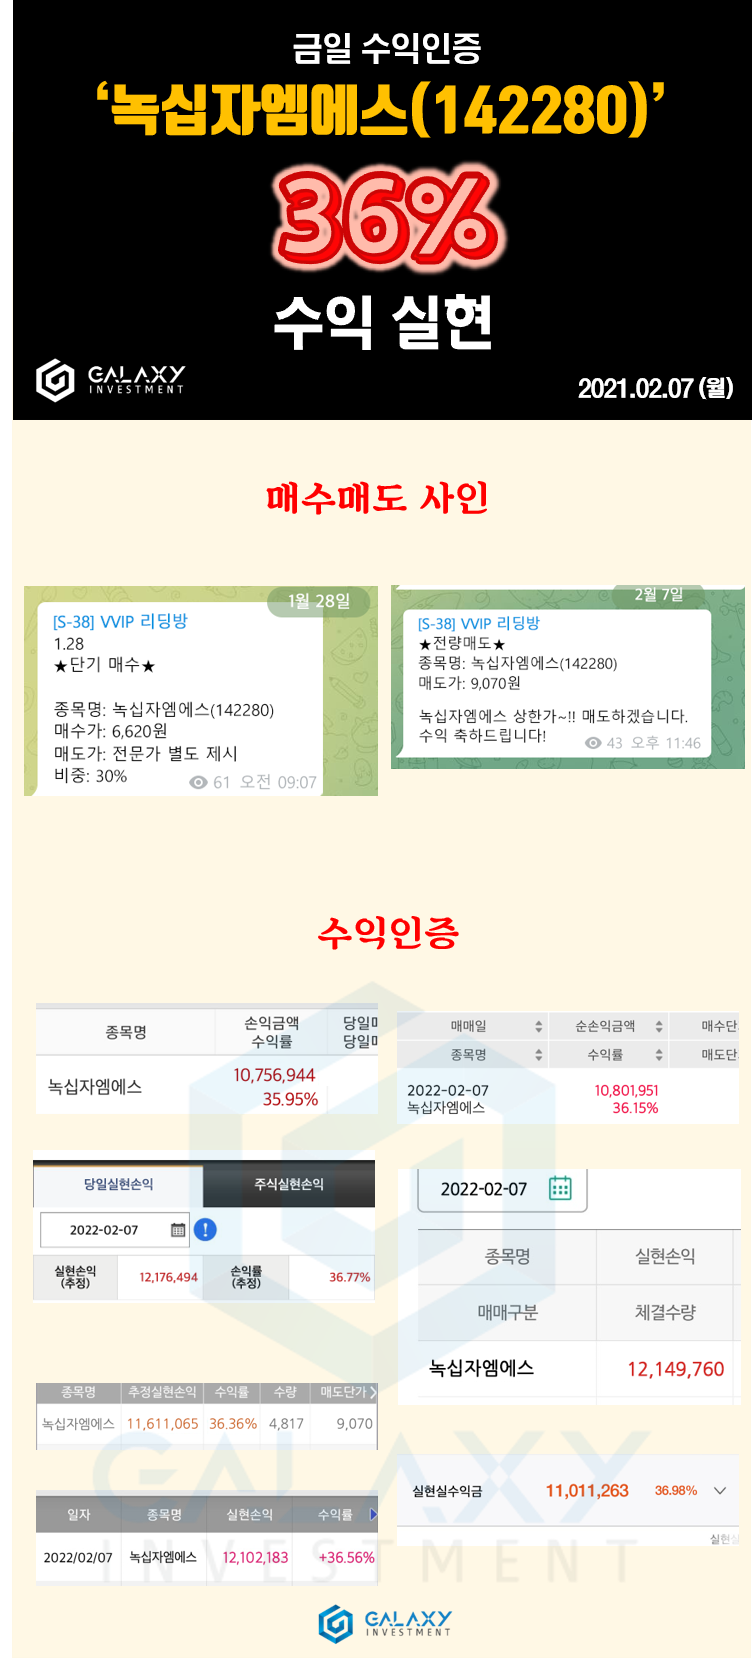 금일 수익인증
‘녹십자엠에스(142280)’
36%
수익 실현
GALAXY
INVESTMENT
2021.02.07 (월)
매수매도 사인
1월 28일
[S-38] VVIP 리딩방
1.28
★단기 매수★
종목명: 녹십자엠에스(142280)
매수가: 6,620원
매도가: 전문가 별도 제시
비중: 30%
61 오전 09:07
2월 7일
[S-38] VVIP 리딩방
★전량매도★
종목명: 녹십자엠에스(142280)
매도가: 9,070원
녹십자엠에스 상한가~!! 매도하겠습니다.
수익 축하드립니다!
43 오후 11:46
수익인증
종목명 손익금액 당일
수익률 당일
녹십자엠에스 10,756,944
35.95%
매매일 순손익금액 매수단
종목명 수익률 매도단
2022-02-07 10,801,951
녹십자엠에스 36.15%
당일실현손익 주식실현손익
2022-02-07
실현손익 (추정) 12,176,494 손익률 (추정) 36.77%
2022-02-07
종목명 실현손익
매매구분 체결수량
녹십자엠에스 12,149,760
종목명 추정실현손익 수익률 수량 매도단가
녹십자엠에스 11,611,065 36.36% 4,817 9,070
실현실수익금 11,011,263 36.98%
실현실
일자 종목명 실현손익 수익률
2022/02/07 녹십자엠에스 12,102,183 +36.56%
GALAXY
INVESTMENT
GALAXY
INVESTMENT